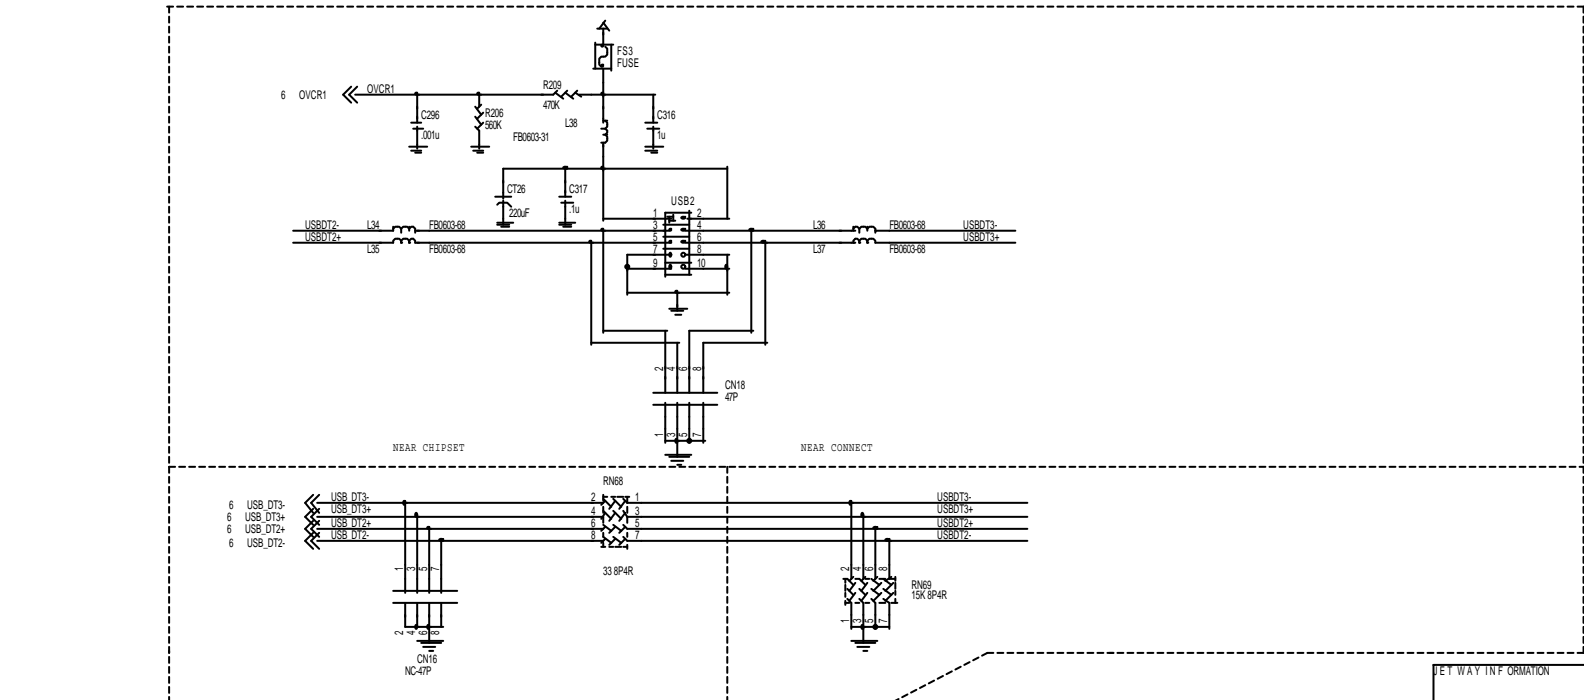 FS3
FUSE
6 OVCR1 OVCR1
R209
470K
C296
.001u
R206
560K
FB0603-31
L38
C316
1u
CT26
220uF
C317
.1u
USB2
1 2
3 4
5 6
7 8
9 10
USBDT2- L34 FB0603-68
USBDT2+ L35 FB0603-68
L36 FB0603-68 USBDT3-
L37 FB0603-68 USBDT3+
2 4 6 8
CN18
47P
1 3 5 7
NEAR CHIPSET
NEAR CONNECT
RN68
6 USB_DT3- USB_DT3- 2 1 USBDT3-
6 USB_DT3+ USB_DT3+ 4 3 USBDT3+
6 USB_DT2+ USB_DT2+ 6 5 USBDT2+
6 USB_DT2- USB_DT2- 8 7 USBDT2-
33 8P4R
1 3 5 7
2 4 6 8
CN16
NC-47P
2 4 6 8
RN69
15K 8P4R
1 3 5 7
JET WAY INFORMATION